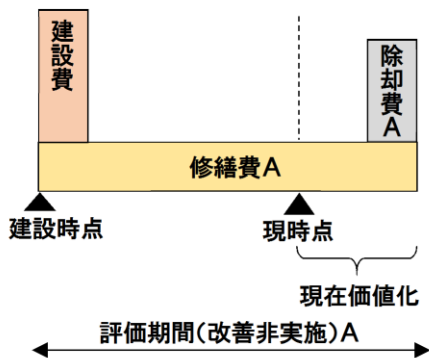 建設費
除却費A
修繕費A
建設時点
現時点
現在価値化
評価期間(改善非実施)A